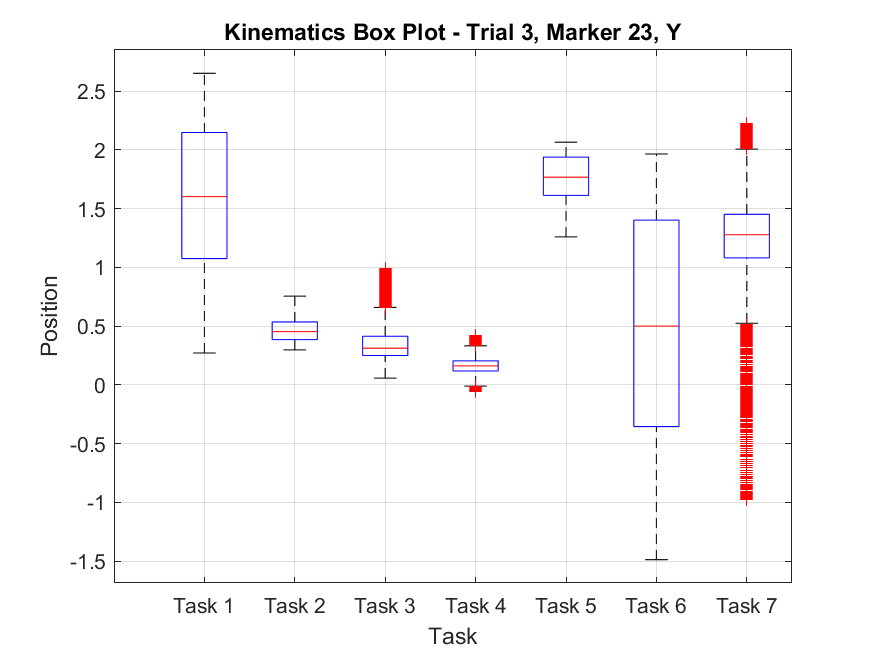 Kinematics Box Plot - Trial 3, Marker 23, Y
2.5
2
1.5
1
0.5
0
-0.5
-1
-1.5
Position
Task 1 Task 2 Task 3 Task 4 Task 5 Task 6 Task 7
Task